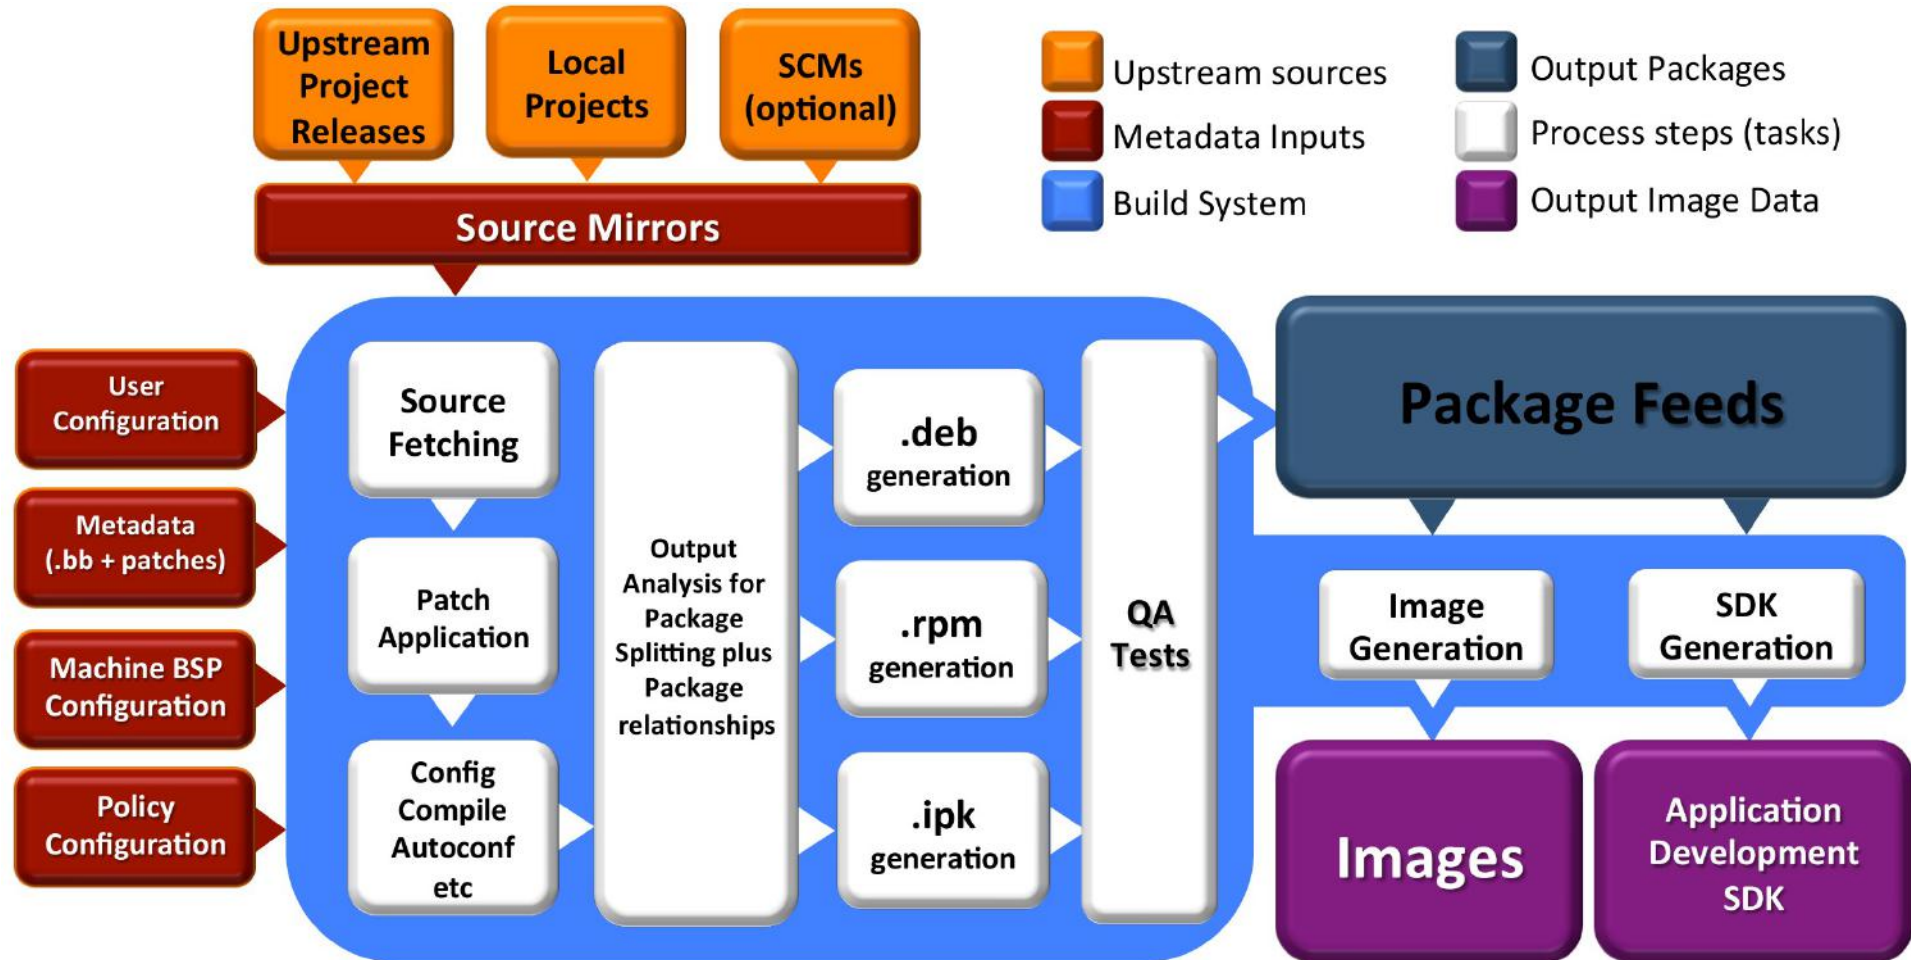 Upstream
Project
Releases
Local
Projects
SCMs
(optional)
Upstream sources
Metadata Inputs
Build System
Output Packages
Process steps (tasks)
Output Image Data
Source Mirrors
User
Configuration
Metadata
(.bb + patches)
Machine BSP
Configuration
Policy
Configuration
Source
Fetching
Patch
Application
Config
Compile
Autoconf
etc
Output
Analysis for
Package
Splitting plus
Package
relationships
.deb
generation
.rpm
generation
.ipk
generation
QA
Tests
Package Feeds
Image
Generation
SDK
Generation
Images
Application
Development
SDK